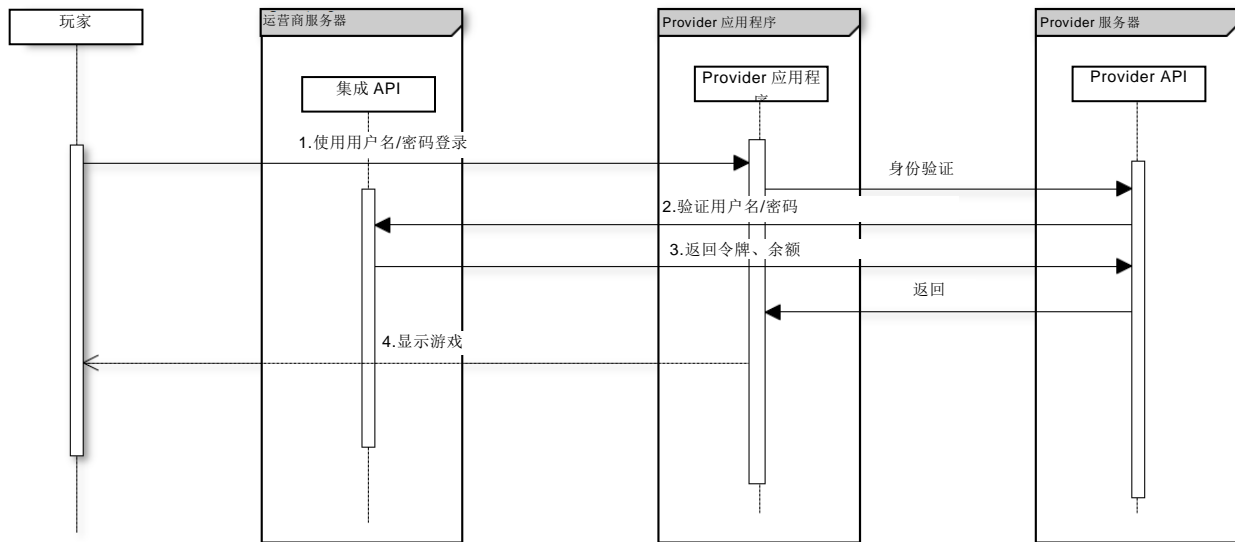 玩家
运营商服务器
Provider 应用程序
Provider 服务器
集成 API
Provider 应用程
序
Provider API
1.使用用户名/密码登录
身份验证
2.验证用户名/密码
3.返回令牌、余额
返回
4.显示游戏